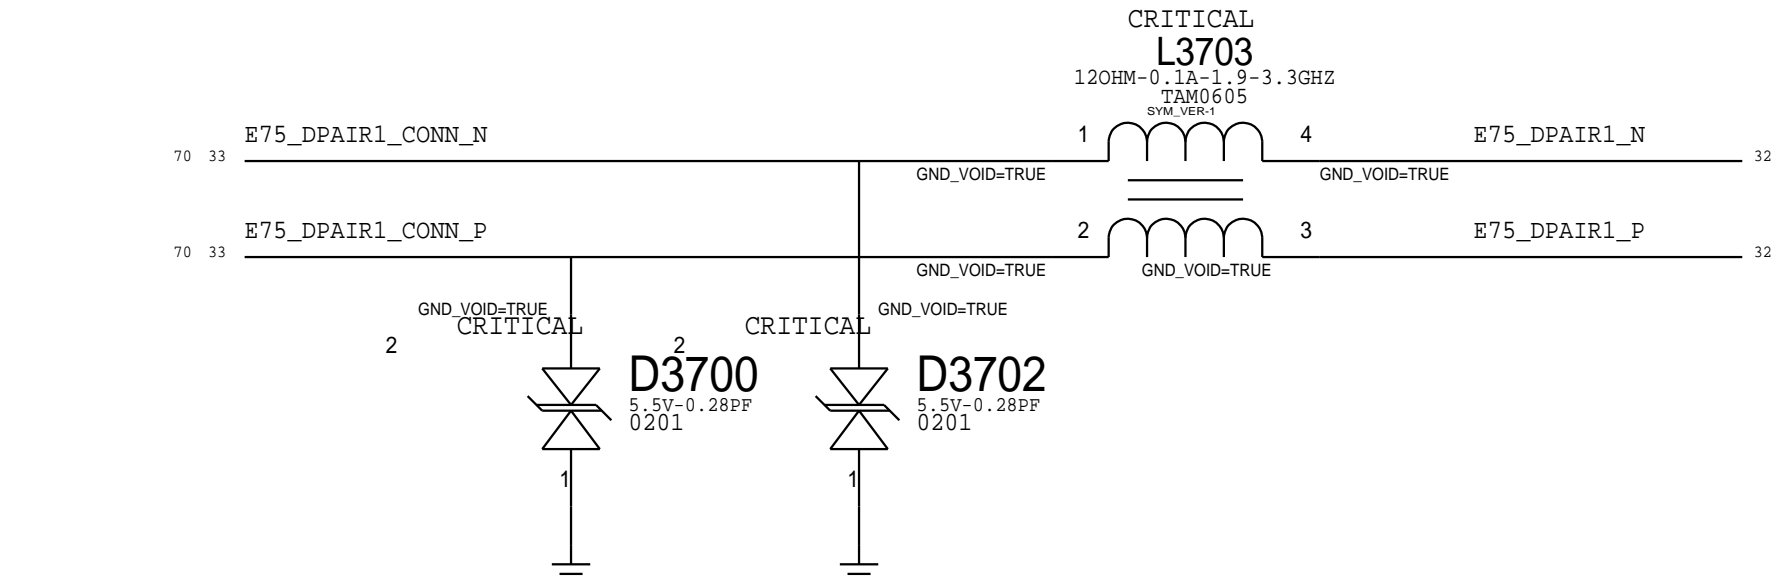 CRITICAL
L3703
12OHM-0.1A-1.9-3.3GHZ
TAM0605
SYM_VER-1
E75_DPAIR1_CONN_N
1
4
E75_DPAIR1_N
70 33
32
GND_VOID=TRUE
GND_VOID=TRUE
E75_DPAIR1_CONN_P
2
3
E75_DPAIR1_P
70 33
32
GND_VOID=TRUE
GND_VOID=TRUE
GND_VOID=TRUE
GND_VOID=TRUE
CRITICAL
CRITICAL
2
2
D3700
5.5V-0.28PF
0201
D3702
5.5V-0.28PF
0201
1
1